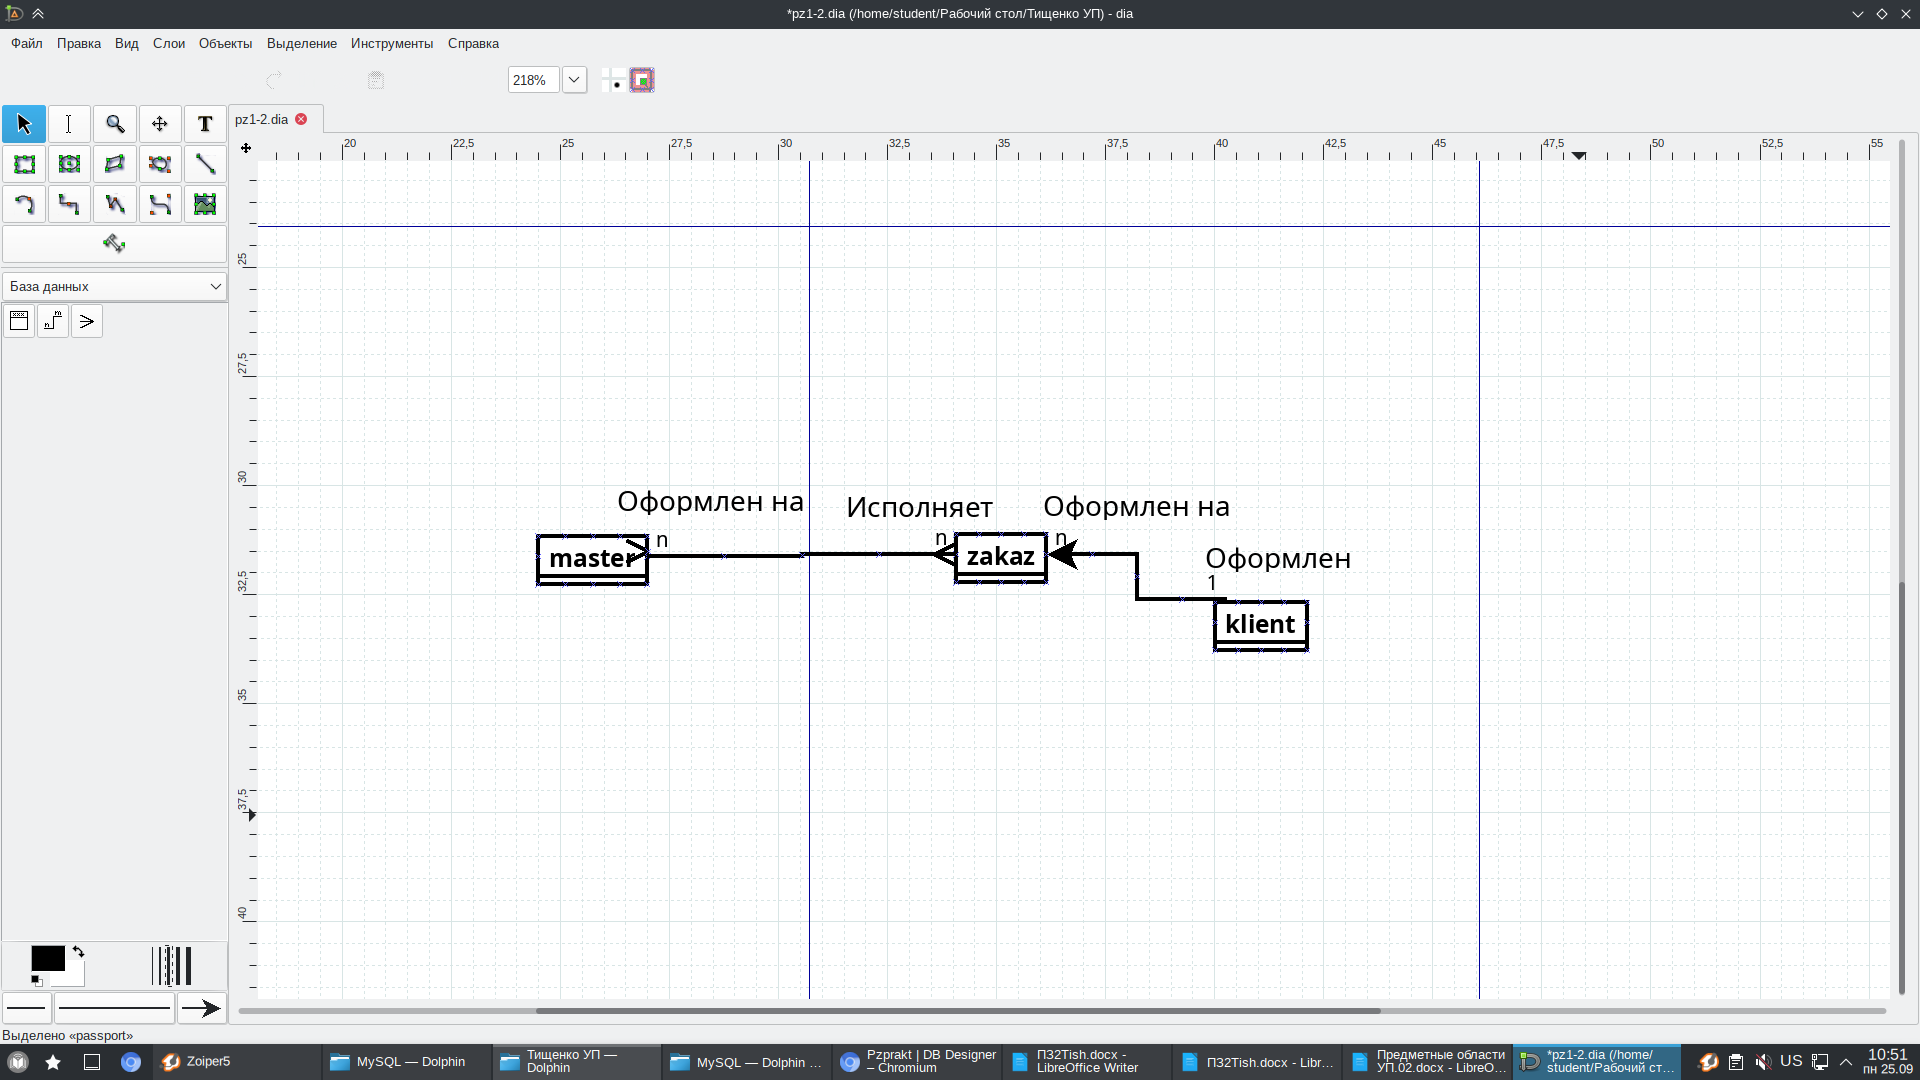 *pz1-2.dia (/home/student/Рабочий стол/Тищенко УП) - dia
Файл Правка Вид Слои Объекты Выделение Инструменты Справка
218%
T
pz1-2.dia
20 22,5 25 27,5 30 32,5 35 37,5 40 42,5 45 47,5 50 52,5 55
База данных
25
27,5
30
32,5
35
37,5
40
Оформлен на Исполняет Оформлен на
master n n zakaz n
Оформлен
1
klient
Выделено «passport»
Zoiper5
MySQL — Dolphin
Тищенко УП —
Dolphin
MySQL — Dolphin ...
Pzprakt | DB Designer
– Chromium
ПЗ2Tish.docx -
LibreOffice Writer
ПЗ2Tish.docx - Libr...
Предметные области
УП.02.docx - LibreO...
*pz1-2.dia (/home/
student/Рабочий ст...
US
10:51
пн 25.09